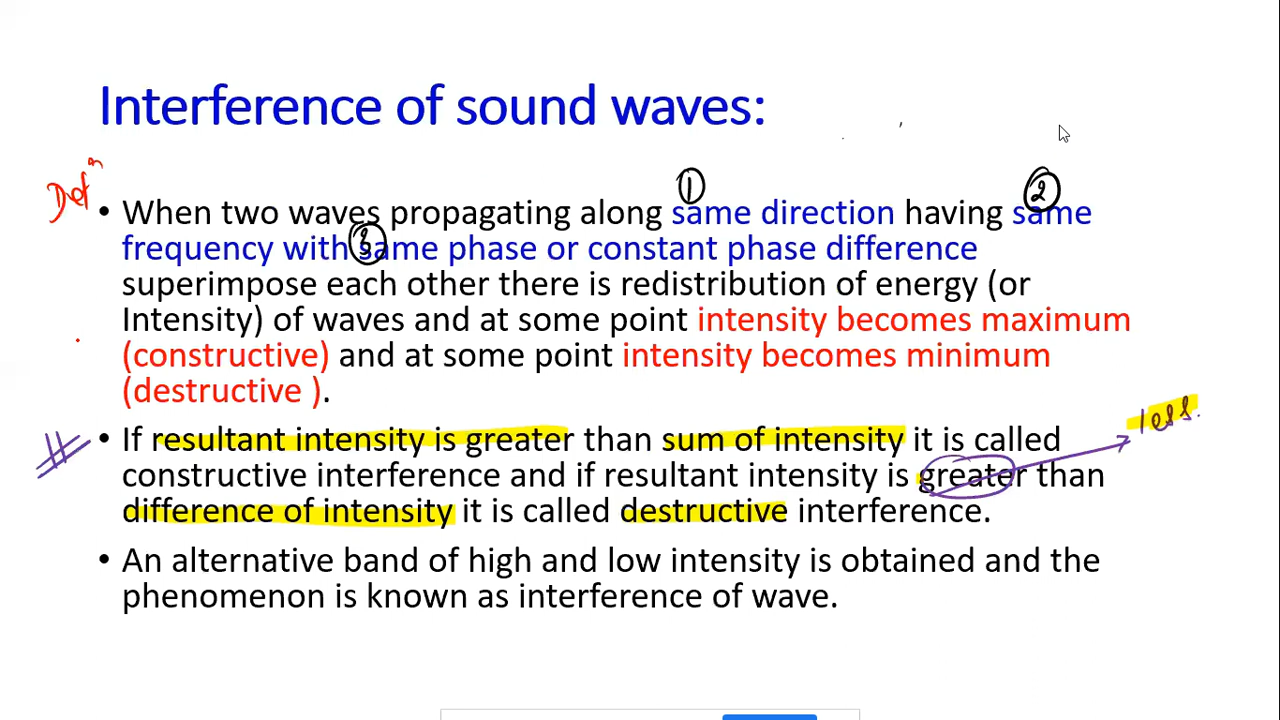 Interference of sound waves:
Defn
1 2
• When two waves propagating along same direction having same
3
frequency with same phase or constant phase difference
superimpose each other there is redistribution of energy (or
Intensity) of waves and at some point intensity becomes maximum
(constructive) and at some point intensity becomes minimum
(destructive ).
less.
• If resultant intensity is greater than sum of intensity it is called
constructive interference and if resultant intensity is greater than
difference of intensity it is called destructive interference.
• An alternative band of high and low intensity is obtained and the
phenomenon is known as interference of wave.